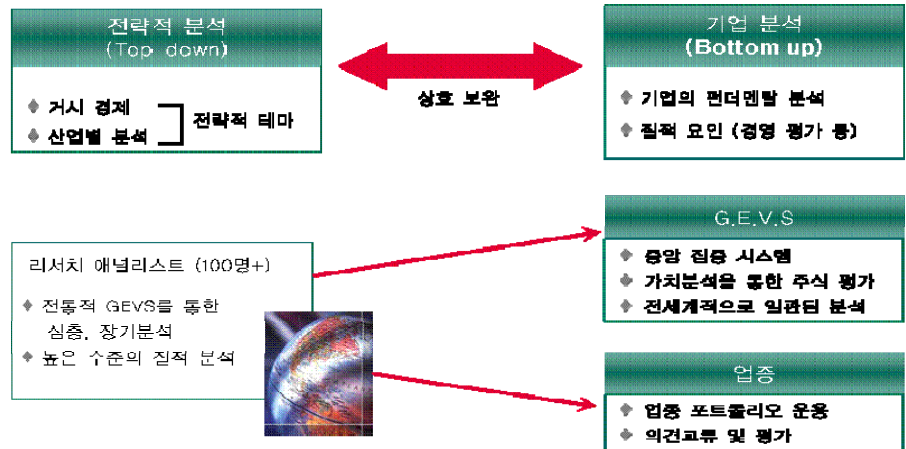 전략적 분석
(Top down)
◆ 거시 경제
◆ 산업별 분석
전략적 테마
상호 보완
기업 분석
(Bottom up)
◆ 기업의 펀더멘탈 분석
◆ 질적 요인 (경영 평가 등)
리서치 애널리스트 (100명+)
◆ 전통적 GEVS를 통한
심층, 장기분석
◆ 높은 수준의 질적 분석
G.E.V.S
◆ 중앙 집중 시스템
◆ 가치분석을 통한 주식 평가
◆ 전세계적으로 일관된 분석
업종
◆ 업종 포트폴리오 운용
◆ 의견교류 및 평가